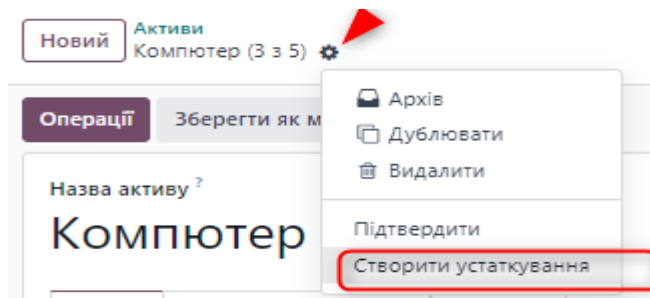 Новий
Активи
Компютер (3 з 5)
Архів
Дублювати
Видалити
Підтвердити
Створити устаткування
Операції
Зберегти як м
Назва активу ?
Компютер